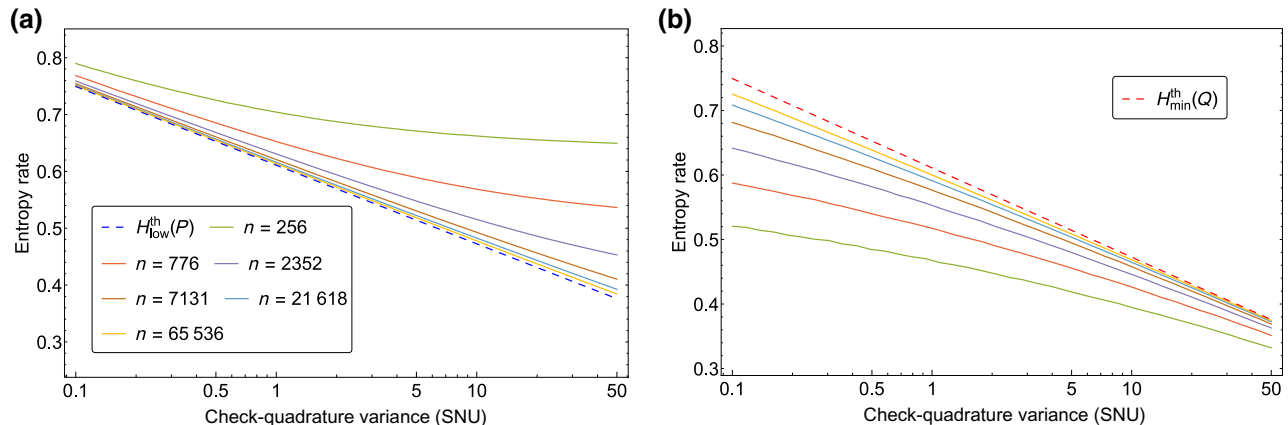 (a)
0.8
0.7
0.6
0.5
0.4
0.3
Entropy rate
H^th_low(P) n = 256
n = 776 n = 2352
n = 7131 n = 21 618
n = 65 536
0.1 0.5 1 5 10 50
Check-quadrature variance (SNU)
(b)
0.8
0.7
0.6
0.5
0.4
0.3
Entropy rate
H^th_min(Q)
0.1 0.5 1 5 10 50
Check-quadrature variance (SNU)